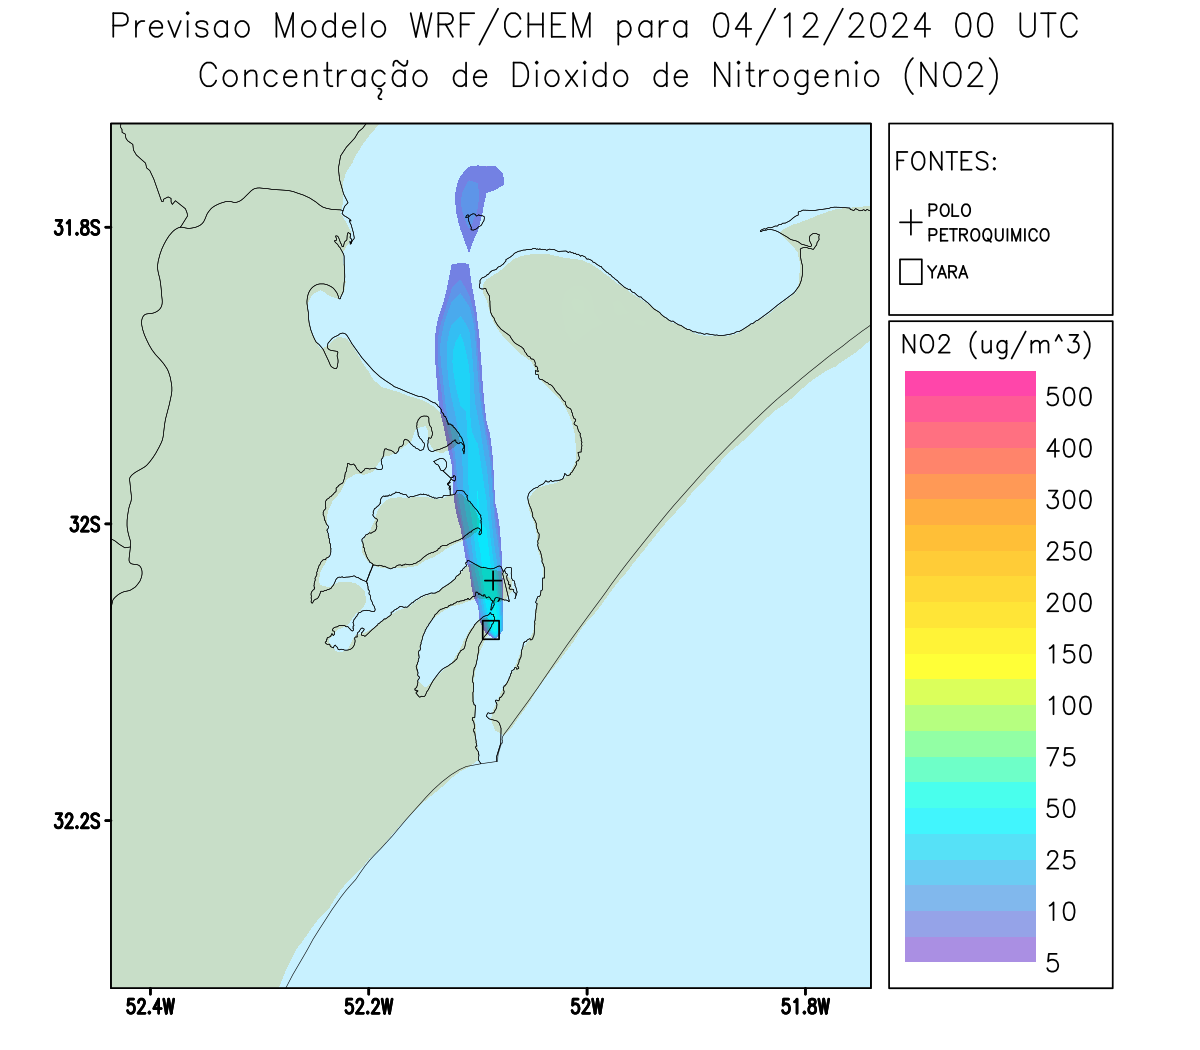 Previsao Modelo WRF/CHEM para 04/12/2024 00 UTC
Concentração de Dioxido de Nitrogenio (NO2)
FONTES:
POLO
PETROQUIMICO
YARA
31.8S
32S
32.2S
52.4W
52.2W
52W
51.8W
NO2 (ug/m^3)
500
400
300
250
200
150
100
75
50
25
10
5